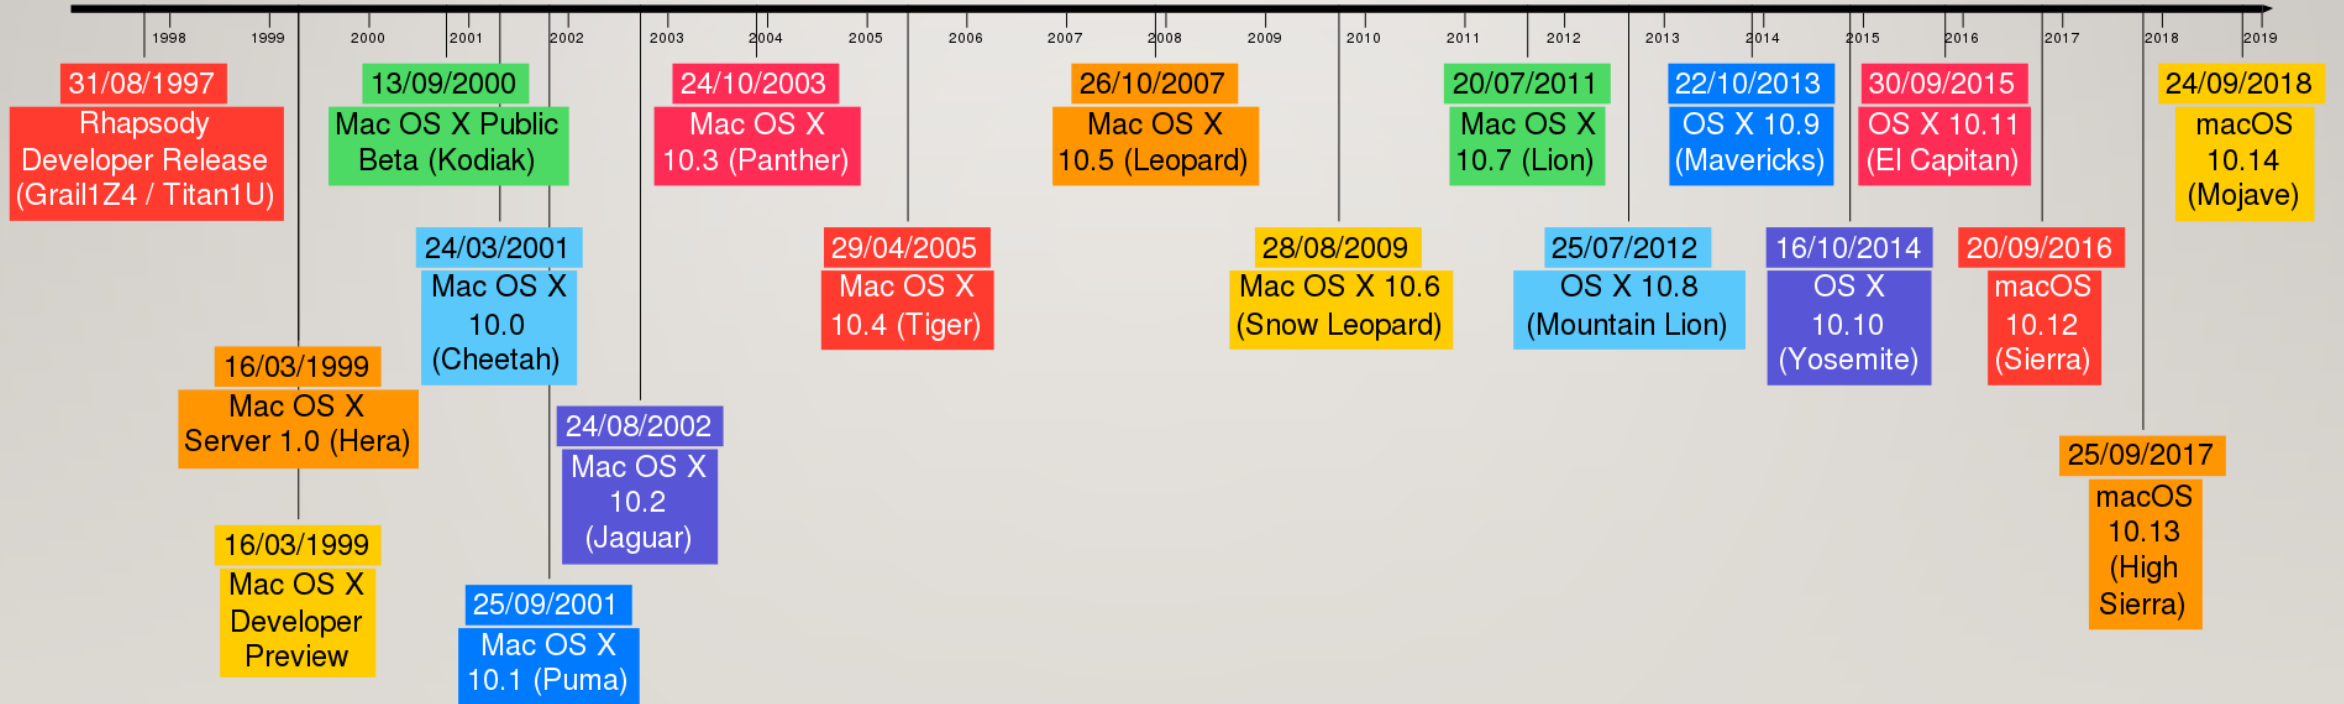 1998
1999
2000
2001
2002
2003
2004
2005
2006
2007
2008
2009
2010
2011
2012
2013
2014
2015
2016
2017
2018
2019
31/08/1997
Rhapsody
Developer Release
(Grail1Z4 / Titan1U)
13/09/2000
Mac OS X Public
Beta (Kodiak)
24/10/2003
Mac OS X
10.3 (Panther)
26/10/2007
Mac OS X
10.5 (Leopard)
20/07/2011
Mac OS X
10.7 (Lion)
22/10/2013
OS X 10.9
(Mavericks)
30/09/2015
OS X 10.11
(El Capitan)
24/09/2018
macOS
10.14
(Mojave)
24/03/2001
Mac OS X
10.0
(Cheetah)
29/04/2005
Mac OS X
10.4 (Tiger)
28/08/2009
Mac OS X 10.6
(Snow Leopard)
25/07/2012
OS X 10.8
(Mountain Lion)
16/10/2014
OS X
10.10
(Yosemite)
20/09/2016
macOS
10.12
(Sierra)
16/03/1999
Mac OS X
Server 1.0 (Hera)
24/08/2002
Mac OS X
10.2
(Jaguar)
25/09/2017
macOS
10.13
(High
Sierra)
16/03/1999
Mac OS X
Developer
Preview
25/09/2001
Mac OS X
10.1 (Puma)